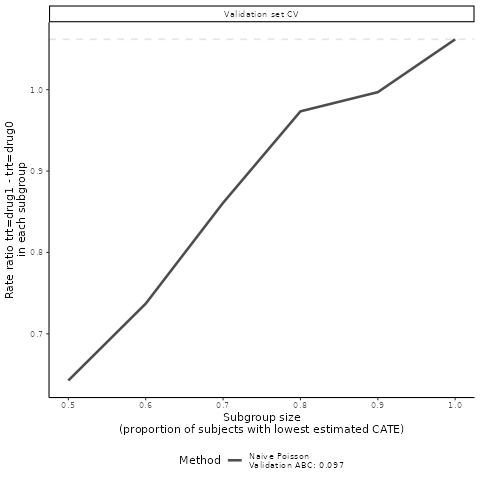 Validation set CV
Rate ratio trt=drug1 - trt=drug0
in each subgroup
1.0
0.9
0.8
0.7
0.5 0.6 0.7 0.8 0.9 1.0
Subgroup size
(proportion of subjects with lowest estimated CATE)
Method
Naive Poisson
Validation ABC: 0.097